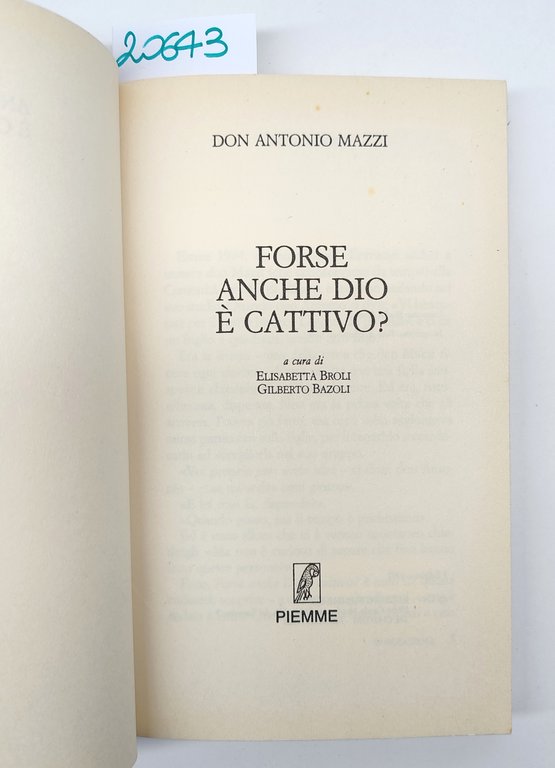 20643
DON ANTONIO MAZZI
FORSE
ANCHE DIO
È CATTIVO?
a cura di
ELISABETTA BROLI
GILBERTO BAZOLI
PIEMME